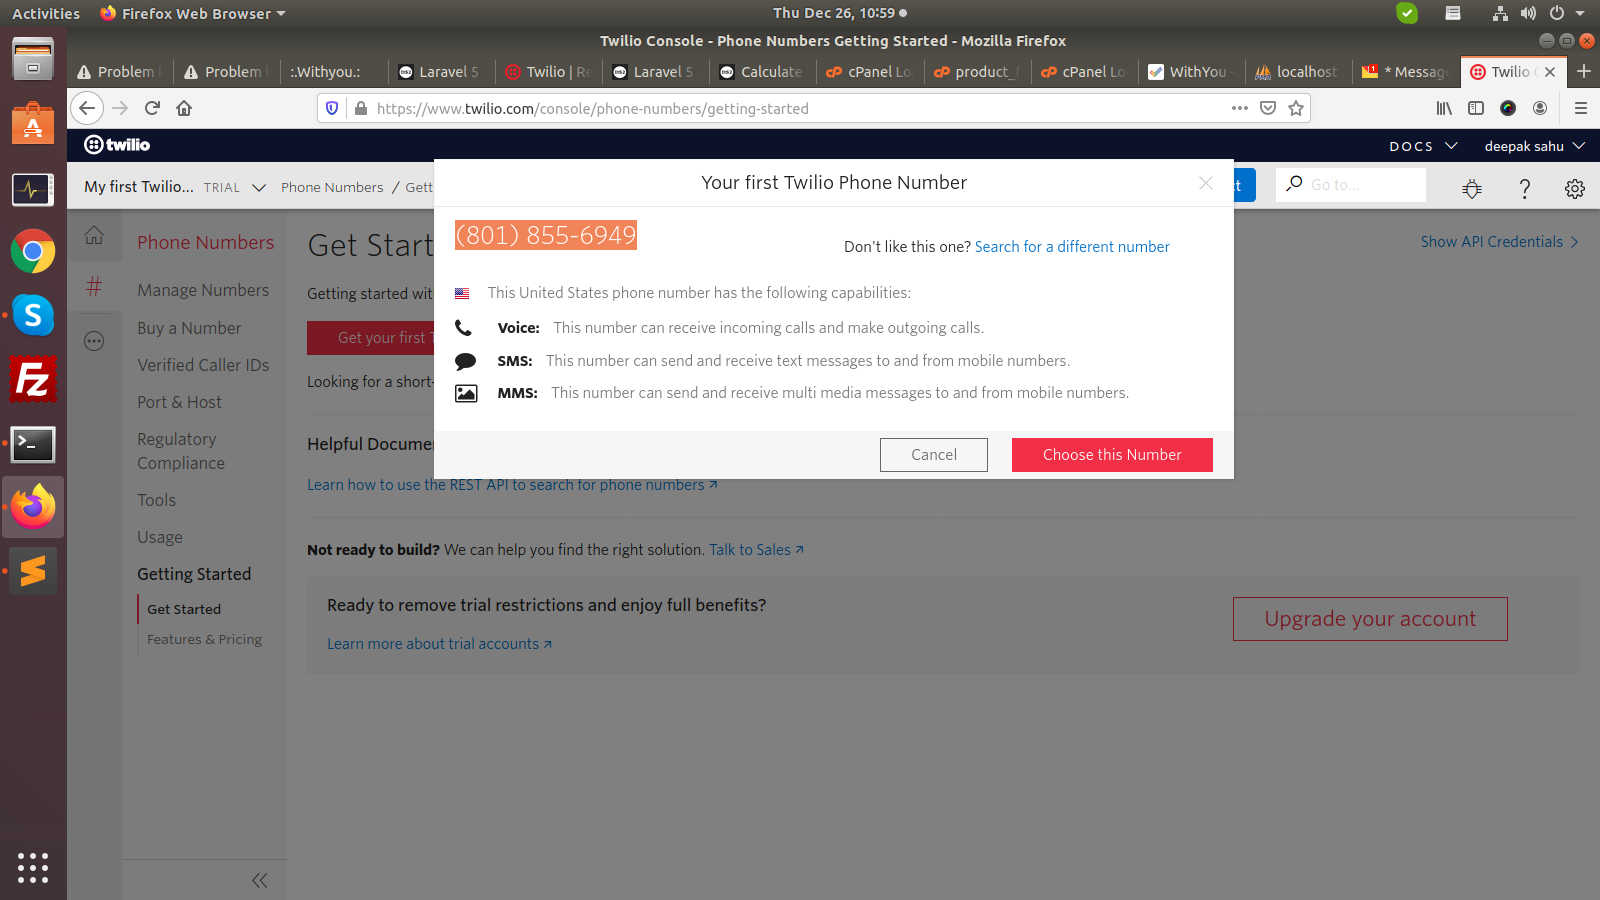 Activities
Firefox Web Browser
Thu Dec 26, 10:59
Twilio Console - Phone Numbers Getting Started - Mozilla Firefox
Problem
Problem
:.Withyou.:
Laravel 5
Twilio | Re
Laravel 5
Calculate
cPanel Lo
product_
cPanel Lo
WithYou
localhost
* Message
Twilio
https://www.twilio.com/console/phone-numbers/getting-started
twilio
DOCS
deepak sahu
My first Twilio... TRIAL
Phone Numbers / Gett
Go to...
Your first Twilio Phone Number
(801) 855-6949
Don't like this one? Search for a different number
This United States phone number has the following capabilities:
Voice: This number can receive incoming calls and make outgoing calls.
SMS: This number can send and receive text messages to and from mobile numbers.
MMS: This number can send and receive multi media messages to and from mobile numbers.
Cancel
Choose this Number
Phone Numbers
Manage Numbers
Buy a Number
Verified Caller IDs
Port & Host
Regulatory
Compliance
Tools
Usage
Getting Started
Get Started
Features & Pricing
Get Start
Show API Credentials
Getting started wit
Get your first T
Looking for a short-
Helpful Docume
Learn how to use the REST API to search for phone numbers
Not ready to build? We can help you find the right solution. Talk to Sales
Ready to remove trial restrictions and enjoy full benefits?
Learn more about trial accounts
Upgrade your account